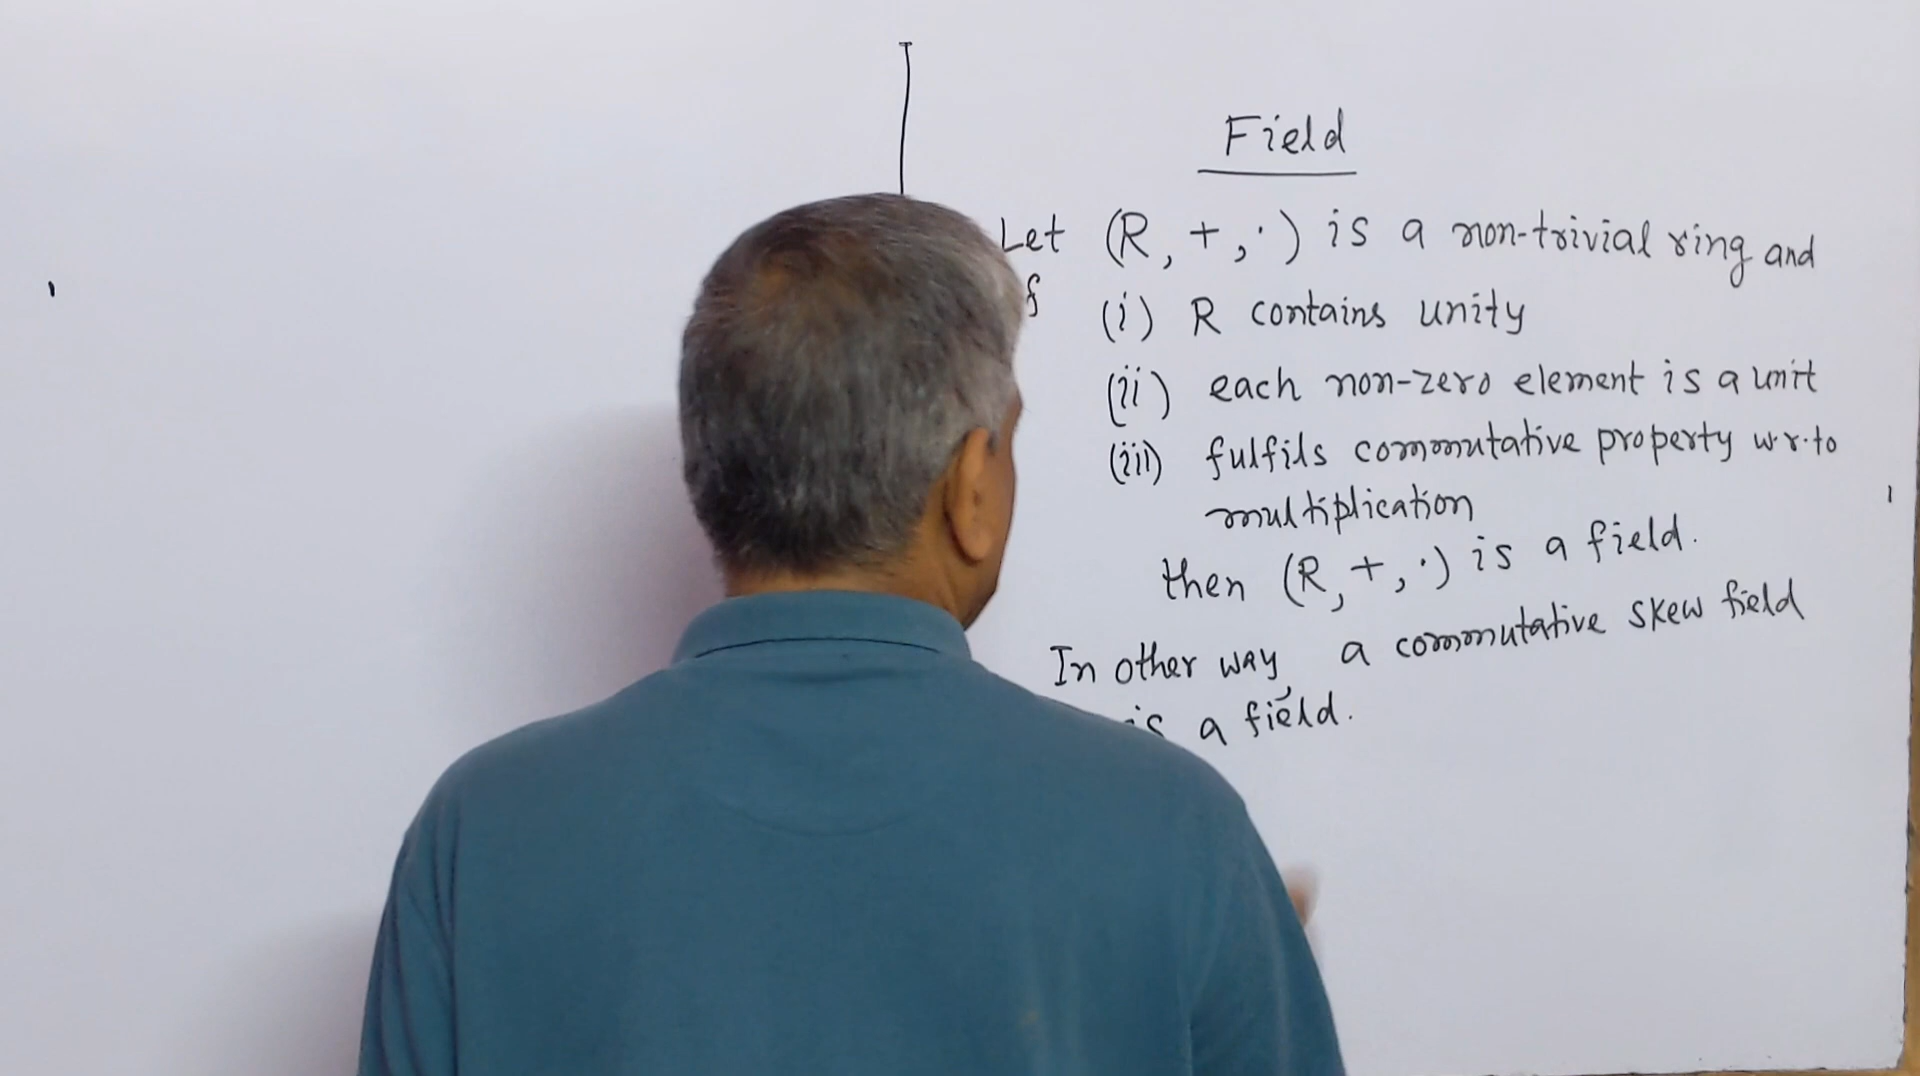 Field
Let (R, +, ·) is a non-trivial ring and
(i) R contains unity
(ii) each non-zero element is a unit
(iii) fulfils commutative property w.r.to
multiplication
then (R, +, ·) is a field.
In other way, a commutative skew field
is a field.